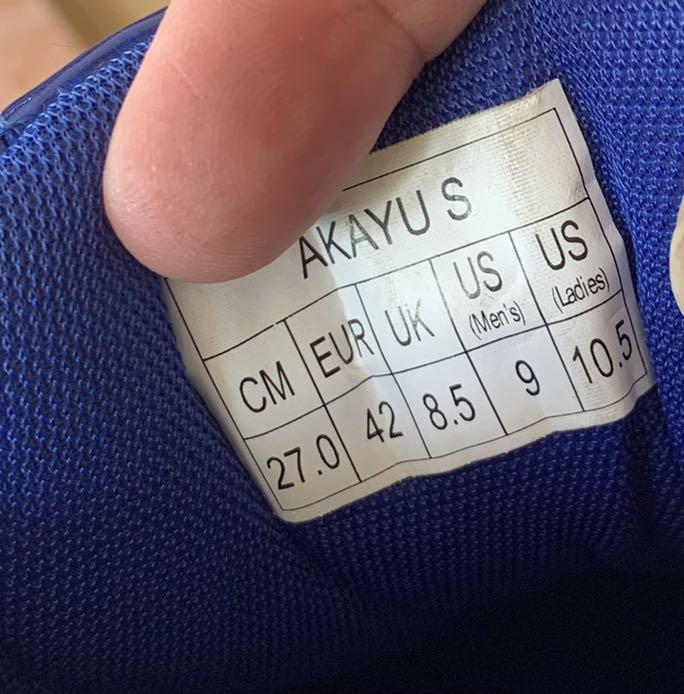 AKAYU S
CM EUR UK US (Men's) US (Ladies)
27.0 42 8.5 9 10.5